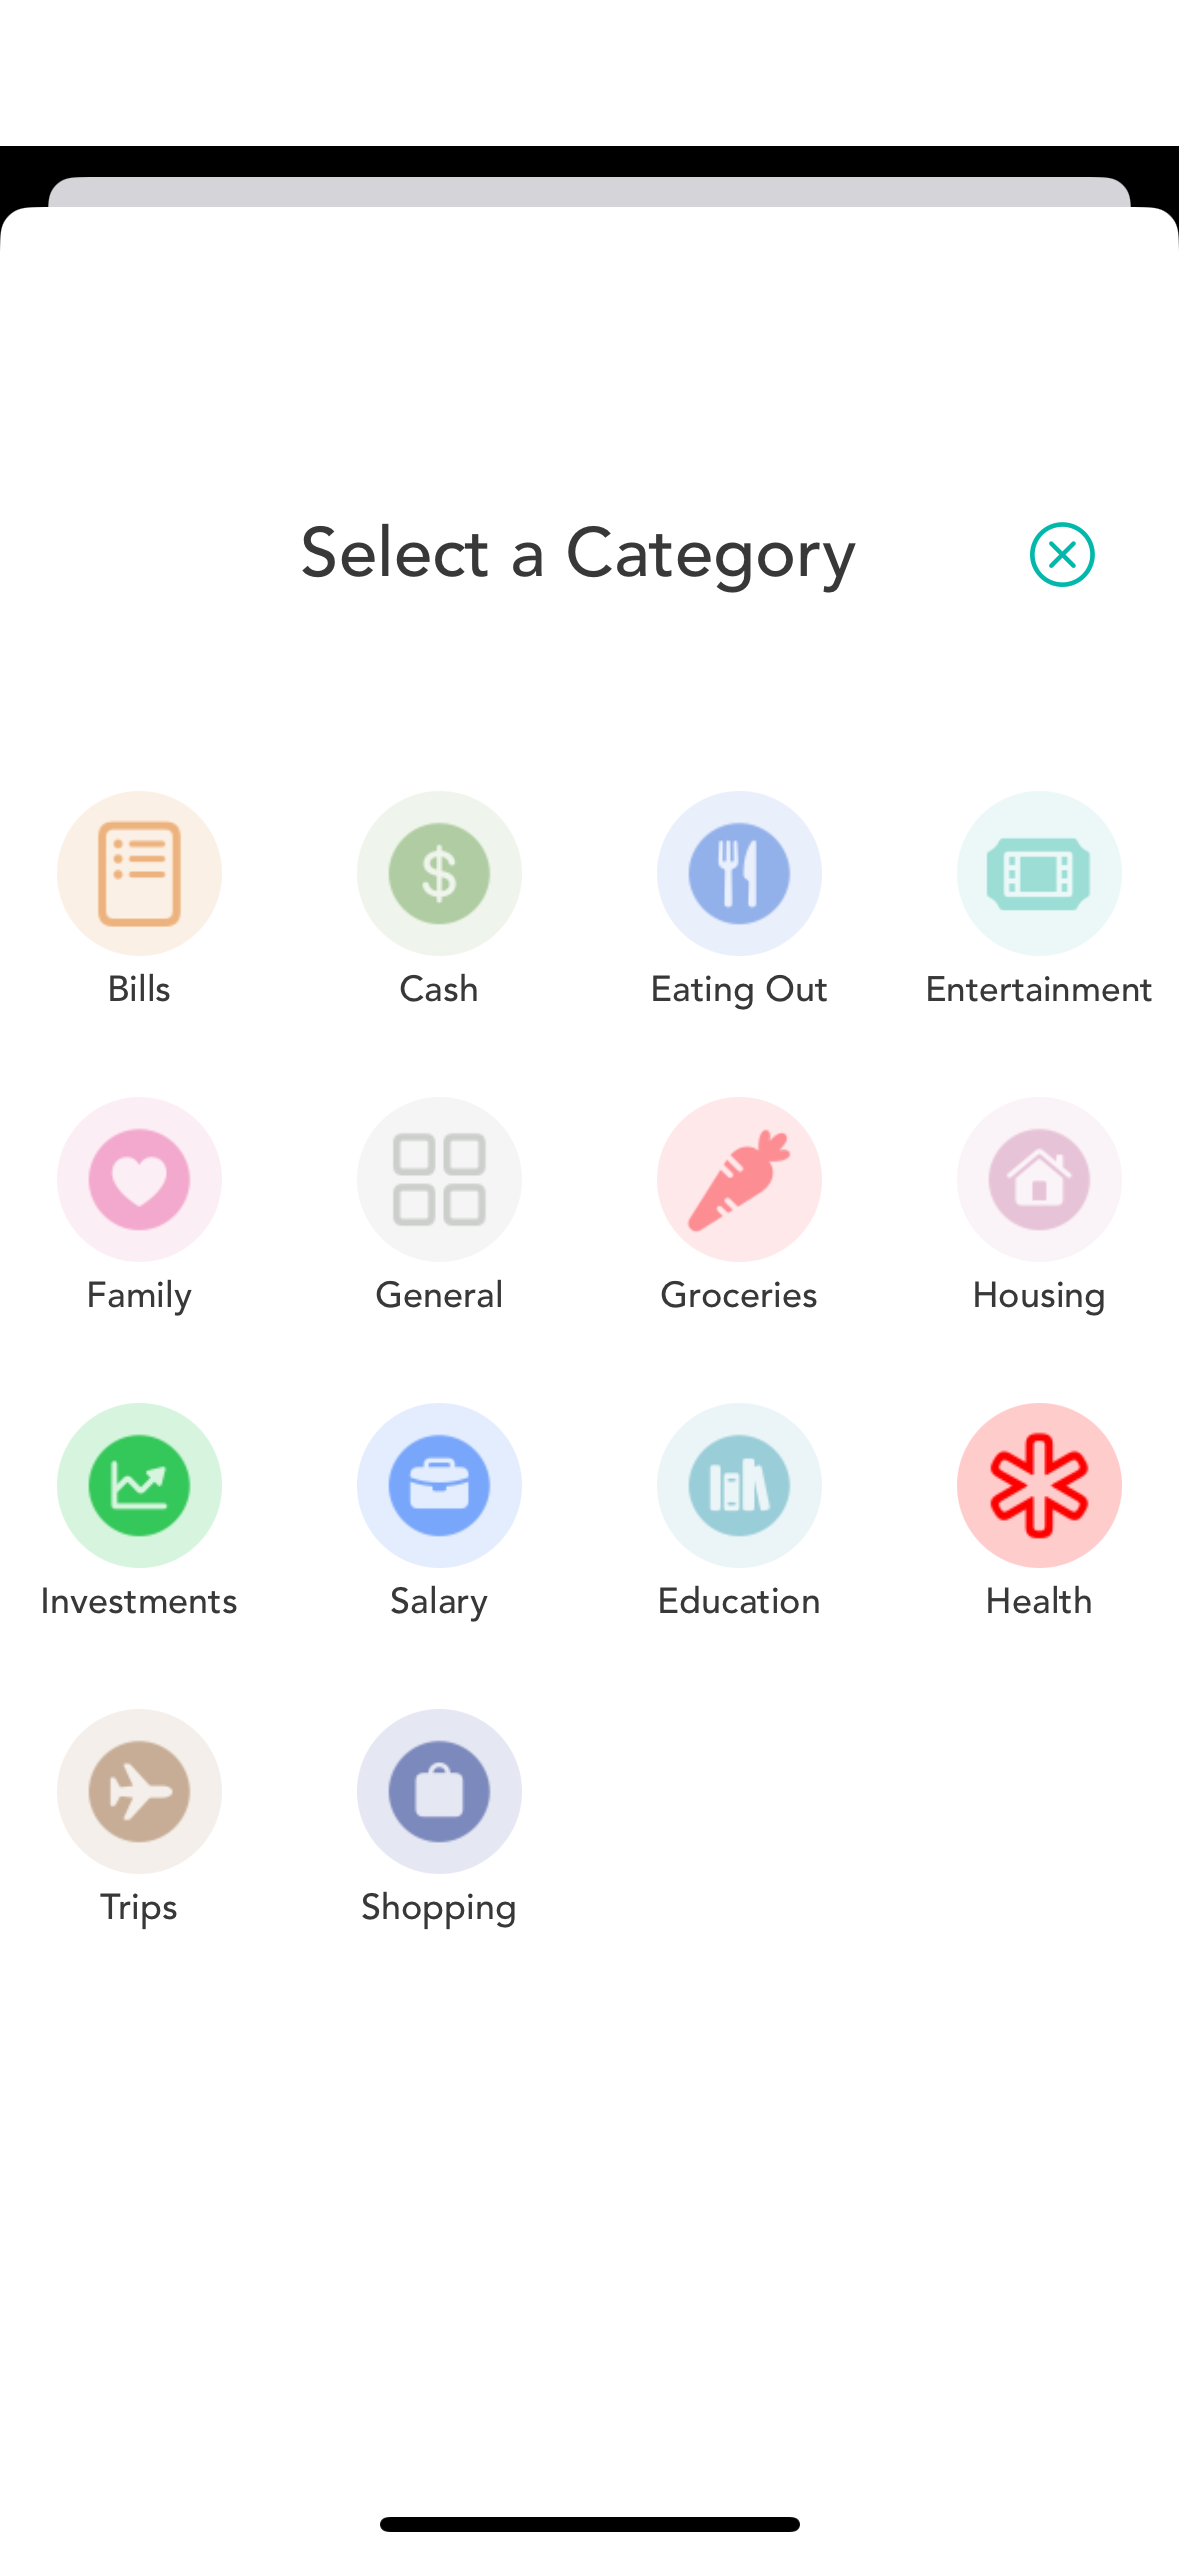 Select a Category
Bills
Cash
Eating Out
Entertainment
Family
General
Groceries
Housing
Investments
Salary
Education
Health
Trips
Shopping